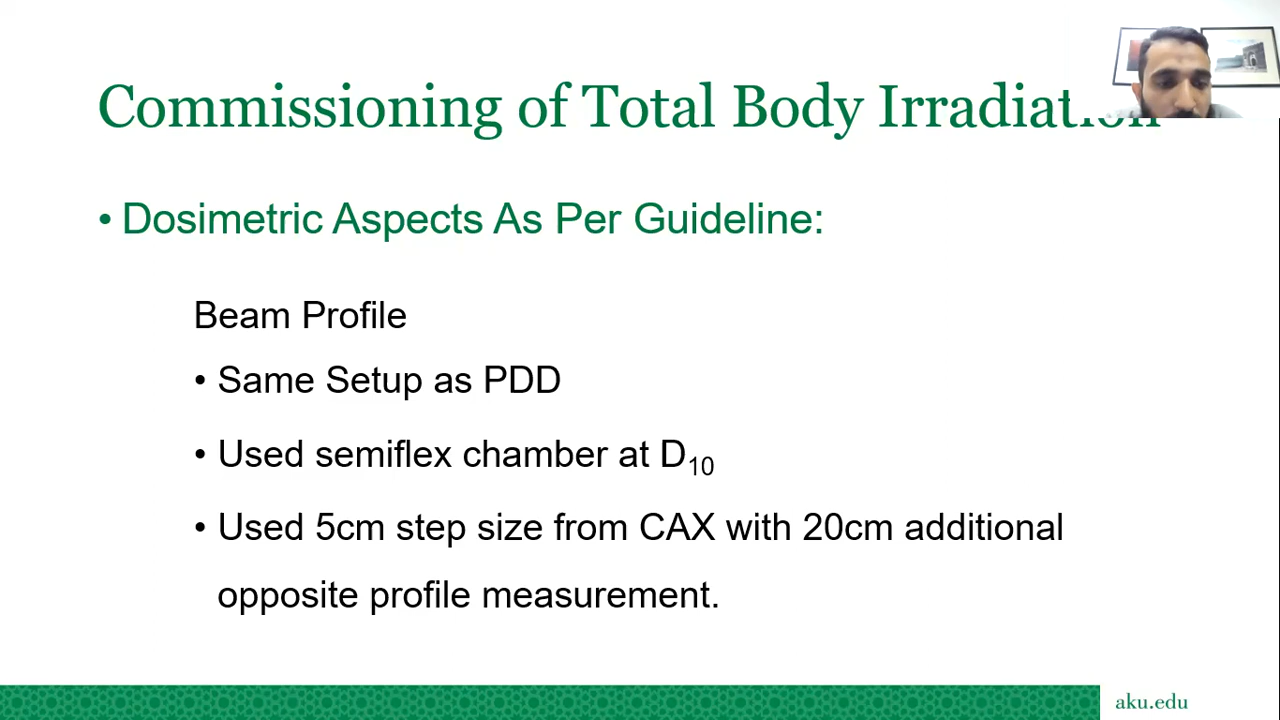 Commissioning of Total Body Irradiation
• Dosimetric Aspects As Per Guideline:
Beam Profile
• Same Setup as PDD
• Used semiflex chamber at D10
• Used 5cm step size from CAX with 20cm additional
opposite profile measurement.
aku.edu